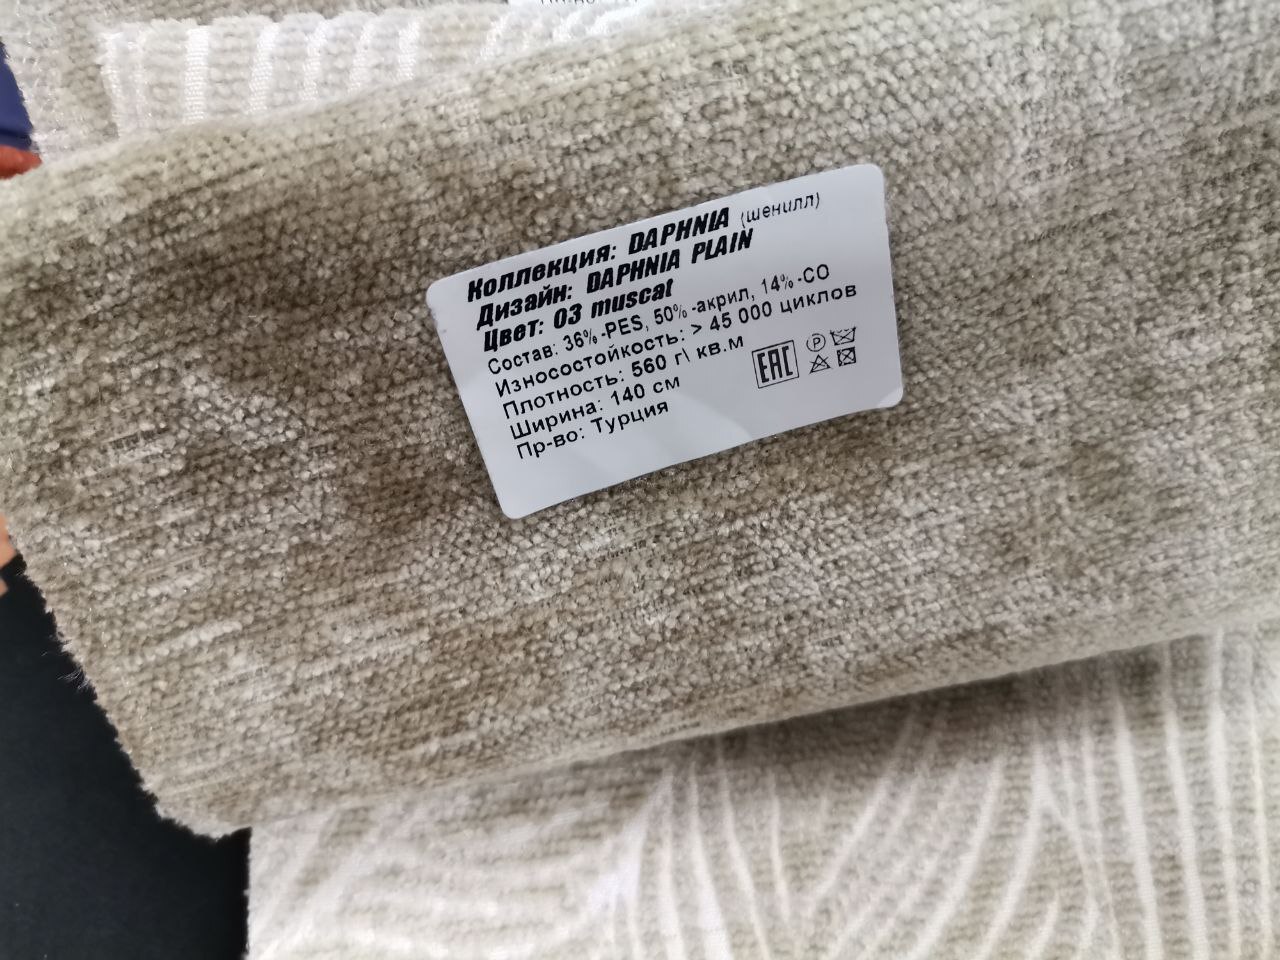 Коллекция: DAPHNIA (шенилл)
Дизайн: DAPHNIA PLAIN
Цвет: 03 muscat
Состав: 36%-PES, 50%-акрил, 14%-CO
Износостойкость: > 45 000 циклов
Плотность: 560 г\ кв.м
Ширина: 140 см
Пр-во: Турция
EAC
P